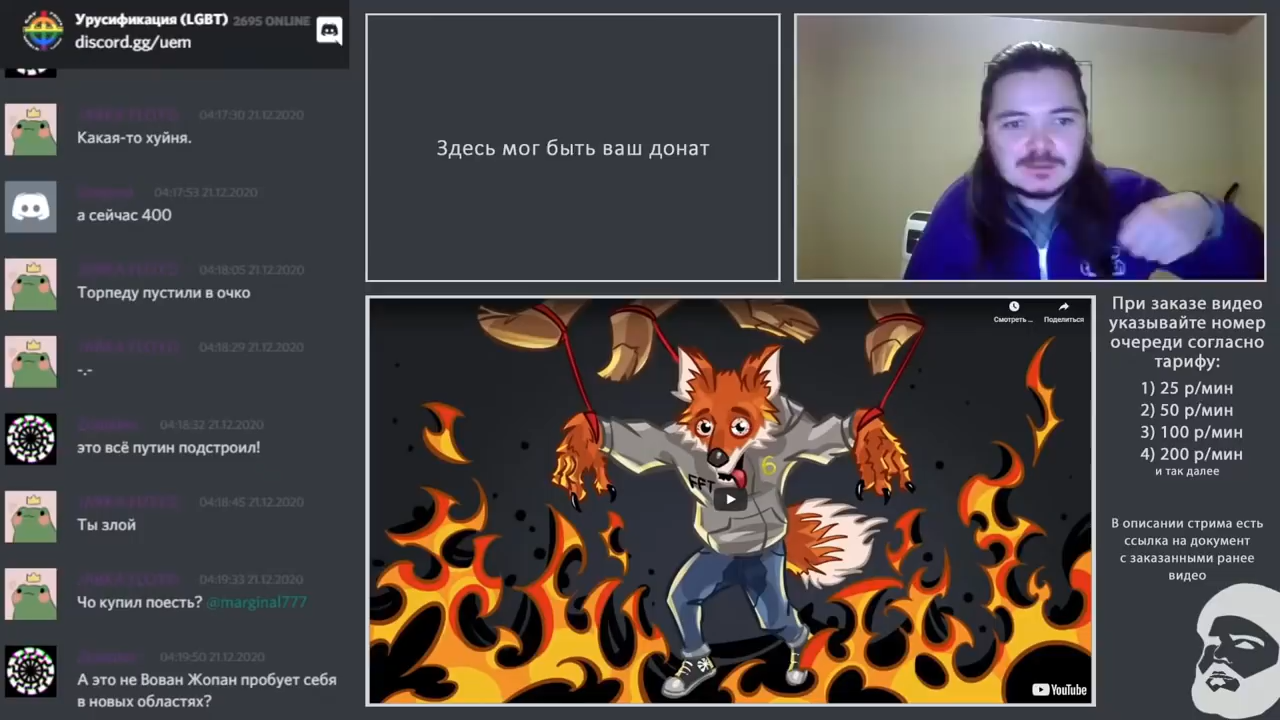 Урусификация (LGBT) 2695 ONLINE
discord.gg/uem
04:17:30 21.12.2020
Какая-то хуйня.
04:17:53 21.12.2020
а сейчас 400
04:18:05 21.12.2020
Торпеду пустили в очко
04:18:29 21.12.2020
-.-
04:18:32 21.12.2020
это всё путин подстроил!
04:18:45 21.12.2020
Ты злой
04:19:33 21.12.2020
Чо купил поесть? @marginal777
04:19:50 21.12.2020
А это не Вован Жопан пробует себя
в новых областях?
Здесь мог быть ваш донат
Смотреть ...
Поделиться
6
YouTube
При заказе видео
указывайте номер
очереди согласно
тарифу:
1) 25 р/мин
2) 50 р/мин
3) 100 р/мин
4) 200 р/мин
и так далее
В описании стрима есть
ссылка на документ
с заказанными ранее
видео